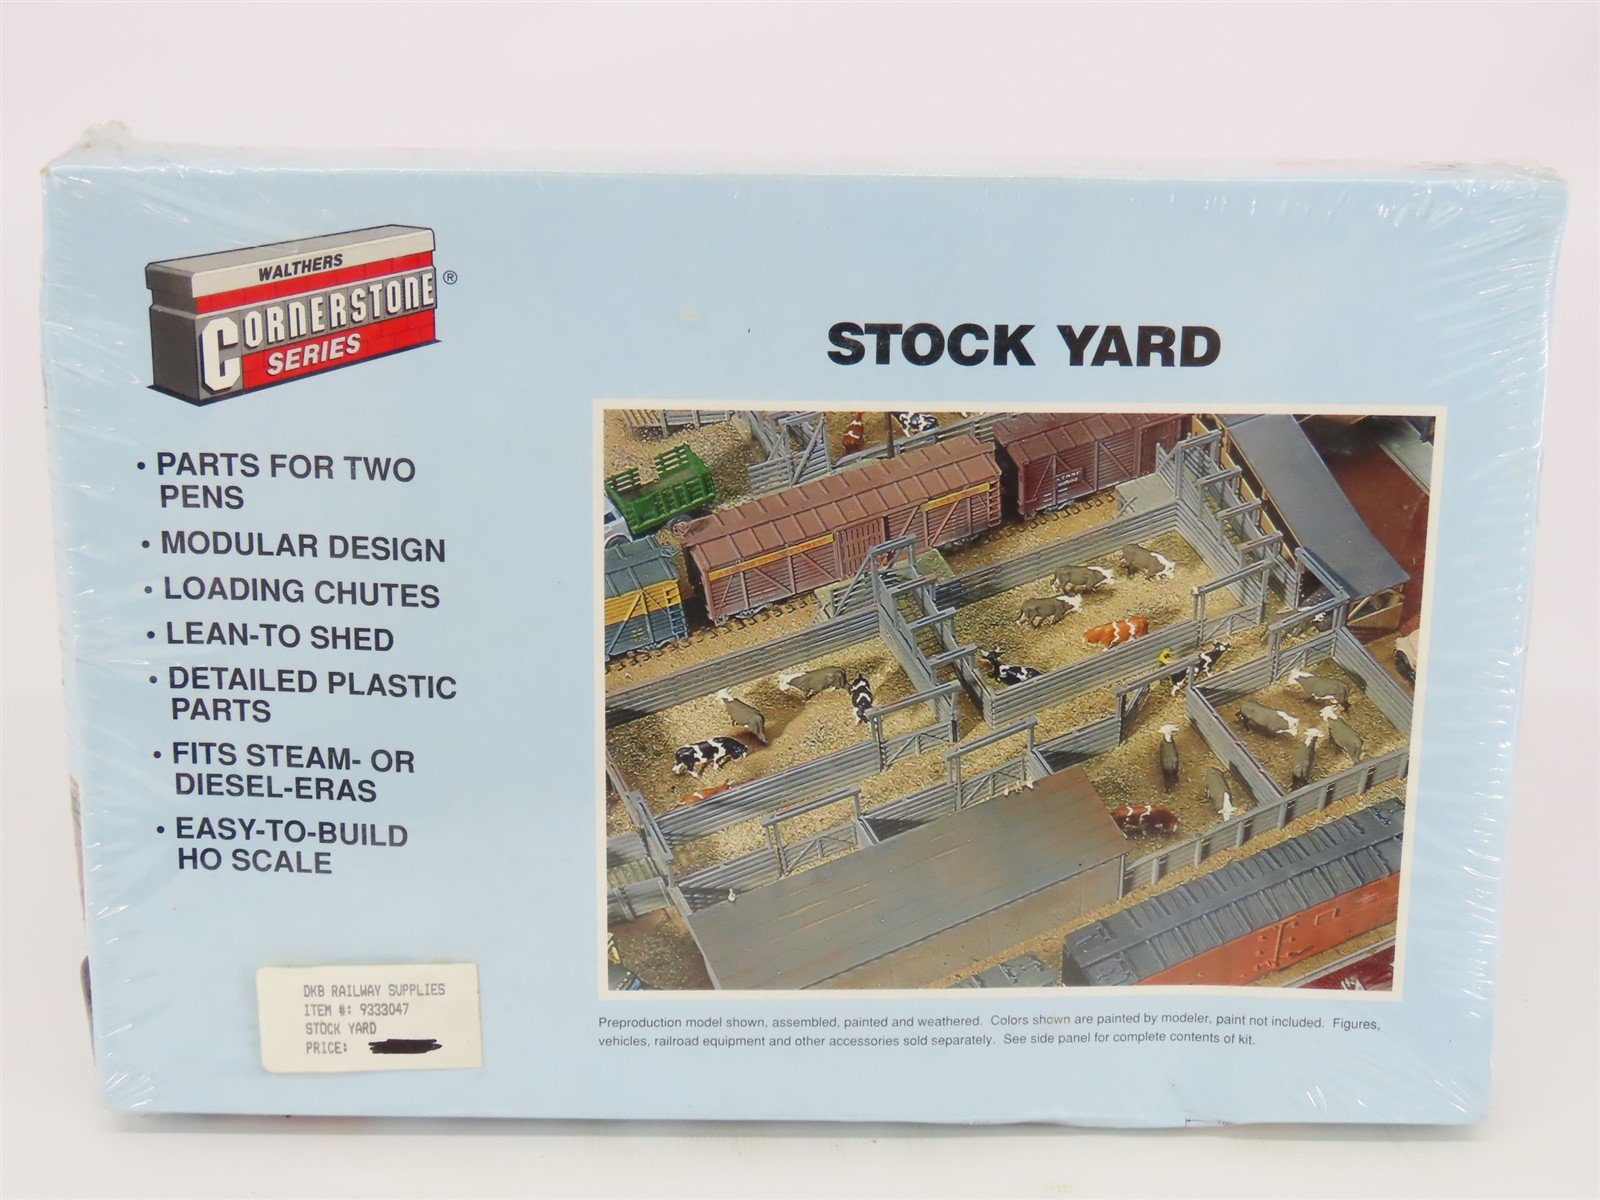 WALTHERS
CORNERSTONE®
SERIES
STOCK YARD
• PARTS FOR TWO
PENS
• MODULAR DESIGN
• LOADING CHUTES
• LEAN-TO SHED
• DETAILED PLASTIC
PARTS
• FITS STEAM- OR
DIESEL-ERAS
• EASY-TO-BUILD
HO SCALE
DKB RAILWAY SUPPLIES
ITEM #: 9333047
STOCK YARD
PRICE:
Preproduction model shown, assembled, painted and weathered. Colors shown are painted by modeler, paint not included. Figures,
vehicles, railroad equipment and other accessories sold separately. See side panel for complete contents of kit.